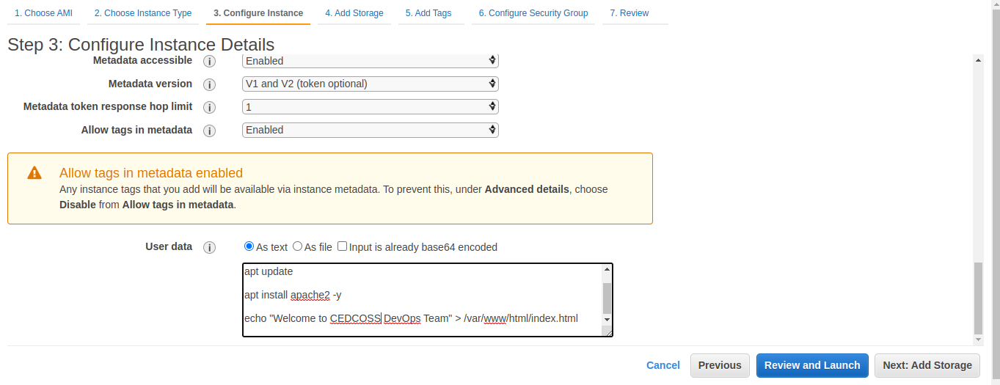 1. Choose AMI 2. Choose Instance Type 3. Configure Instance 4. Add Storage 5. Add Tags 6. Configure Security Group 7. Review
Step 3: Configure Instance Details
Metadata accessible i Enabled
Metadata version i V1 and V2 (token optional)
Metadata token response hop limit i 1
Allow tags in metadata i Enabled
Allow tags in metadata enabled
Any instance tags that you add will be available via instance metadata. To prevent this, under Advanced details, choose
Disable from Allow tags in metadata.
User data i As text As file Input is already base64 encoded
apt update
apt install apache2 -y
echo "Welcome to CEDCOSS DevOps Team" > /var/www/html/index.html
Cancel Previous Review and Launch Next: Add Storage